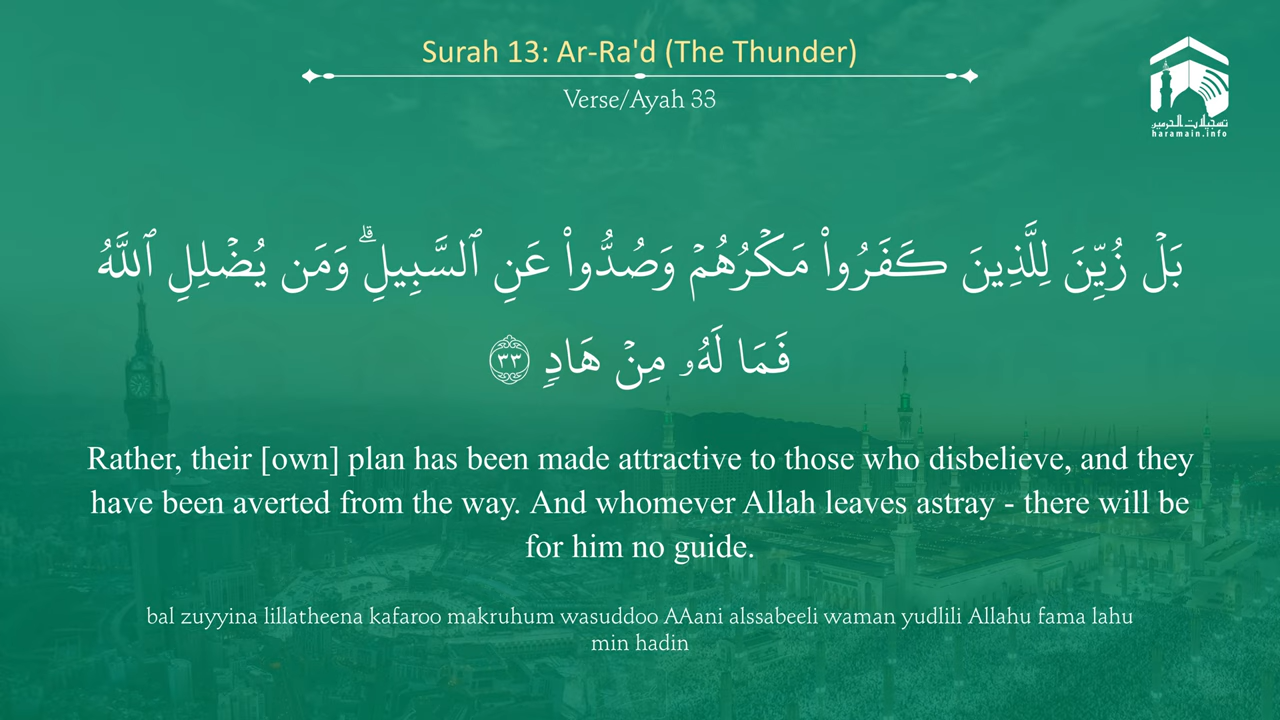 Surah 13: Ar-Ra'd (The Thunder)
Verse/Ayah 33
تسجيلات الحرمين
haramain.info
بَلْ زُيِّنَ لِلَّذِينَ كَفَرُوا۟ مَكْرُهُمْ وَصُدُّوا۟ عَنِ ٱلسَّبِيلِ ۗ وَمَن يُضْلِلِ ٱللَّهُ
فَمَا لَهُۥ مِنْ هَادٍ ٣٣
Rather, their [own] plan has been made attractive to those who disbelieve, and they
have been averted from the way. And whomever Allah leaves astray - there will be
for him no guide.
bal zuyyina lillatheena kafaroo makruhum wasuddoo AAani alssabeeli waman yudlili Allahu fama lahu
min hadin